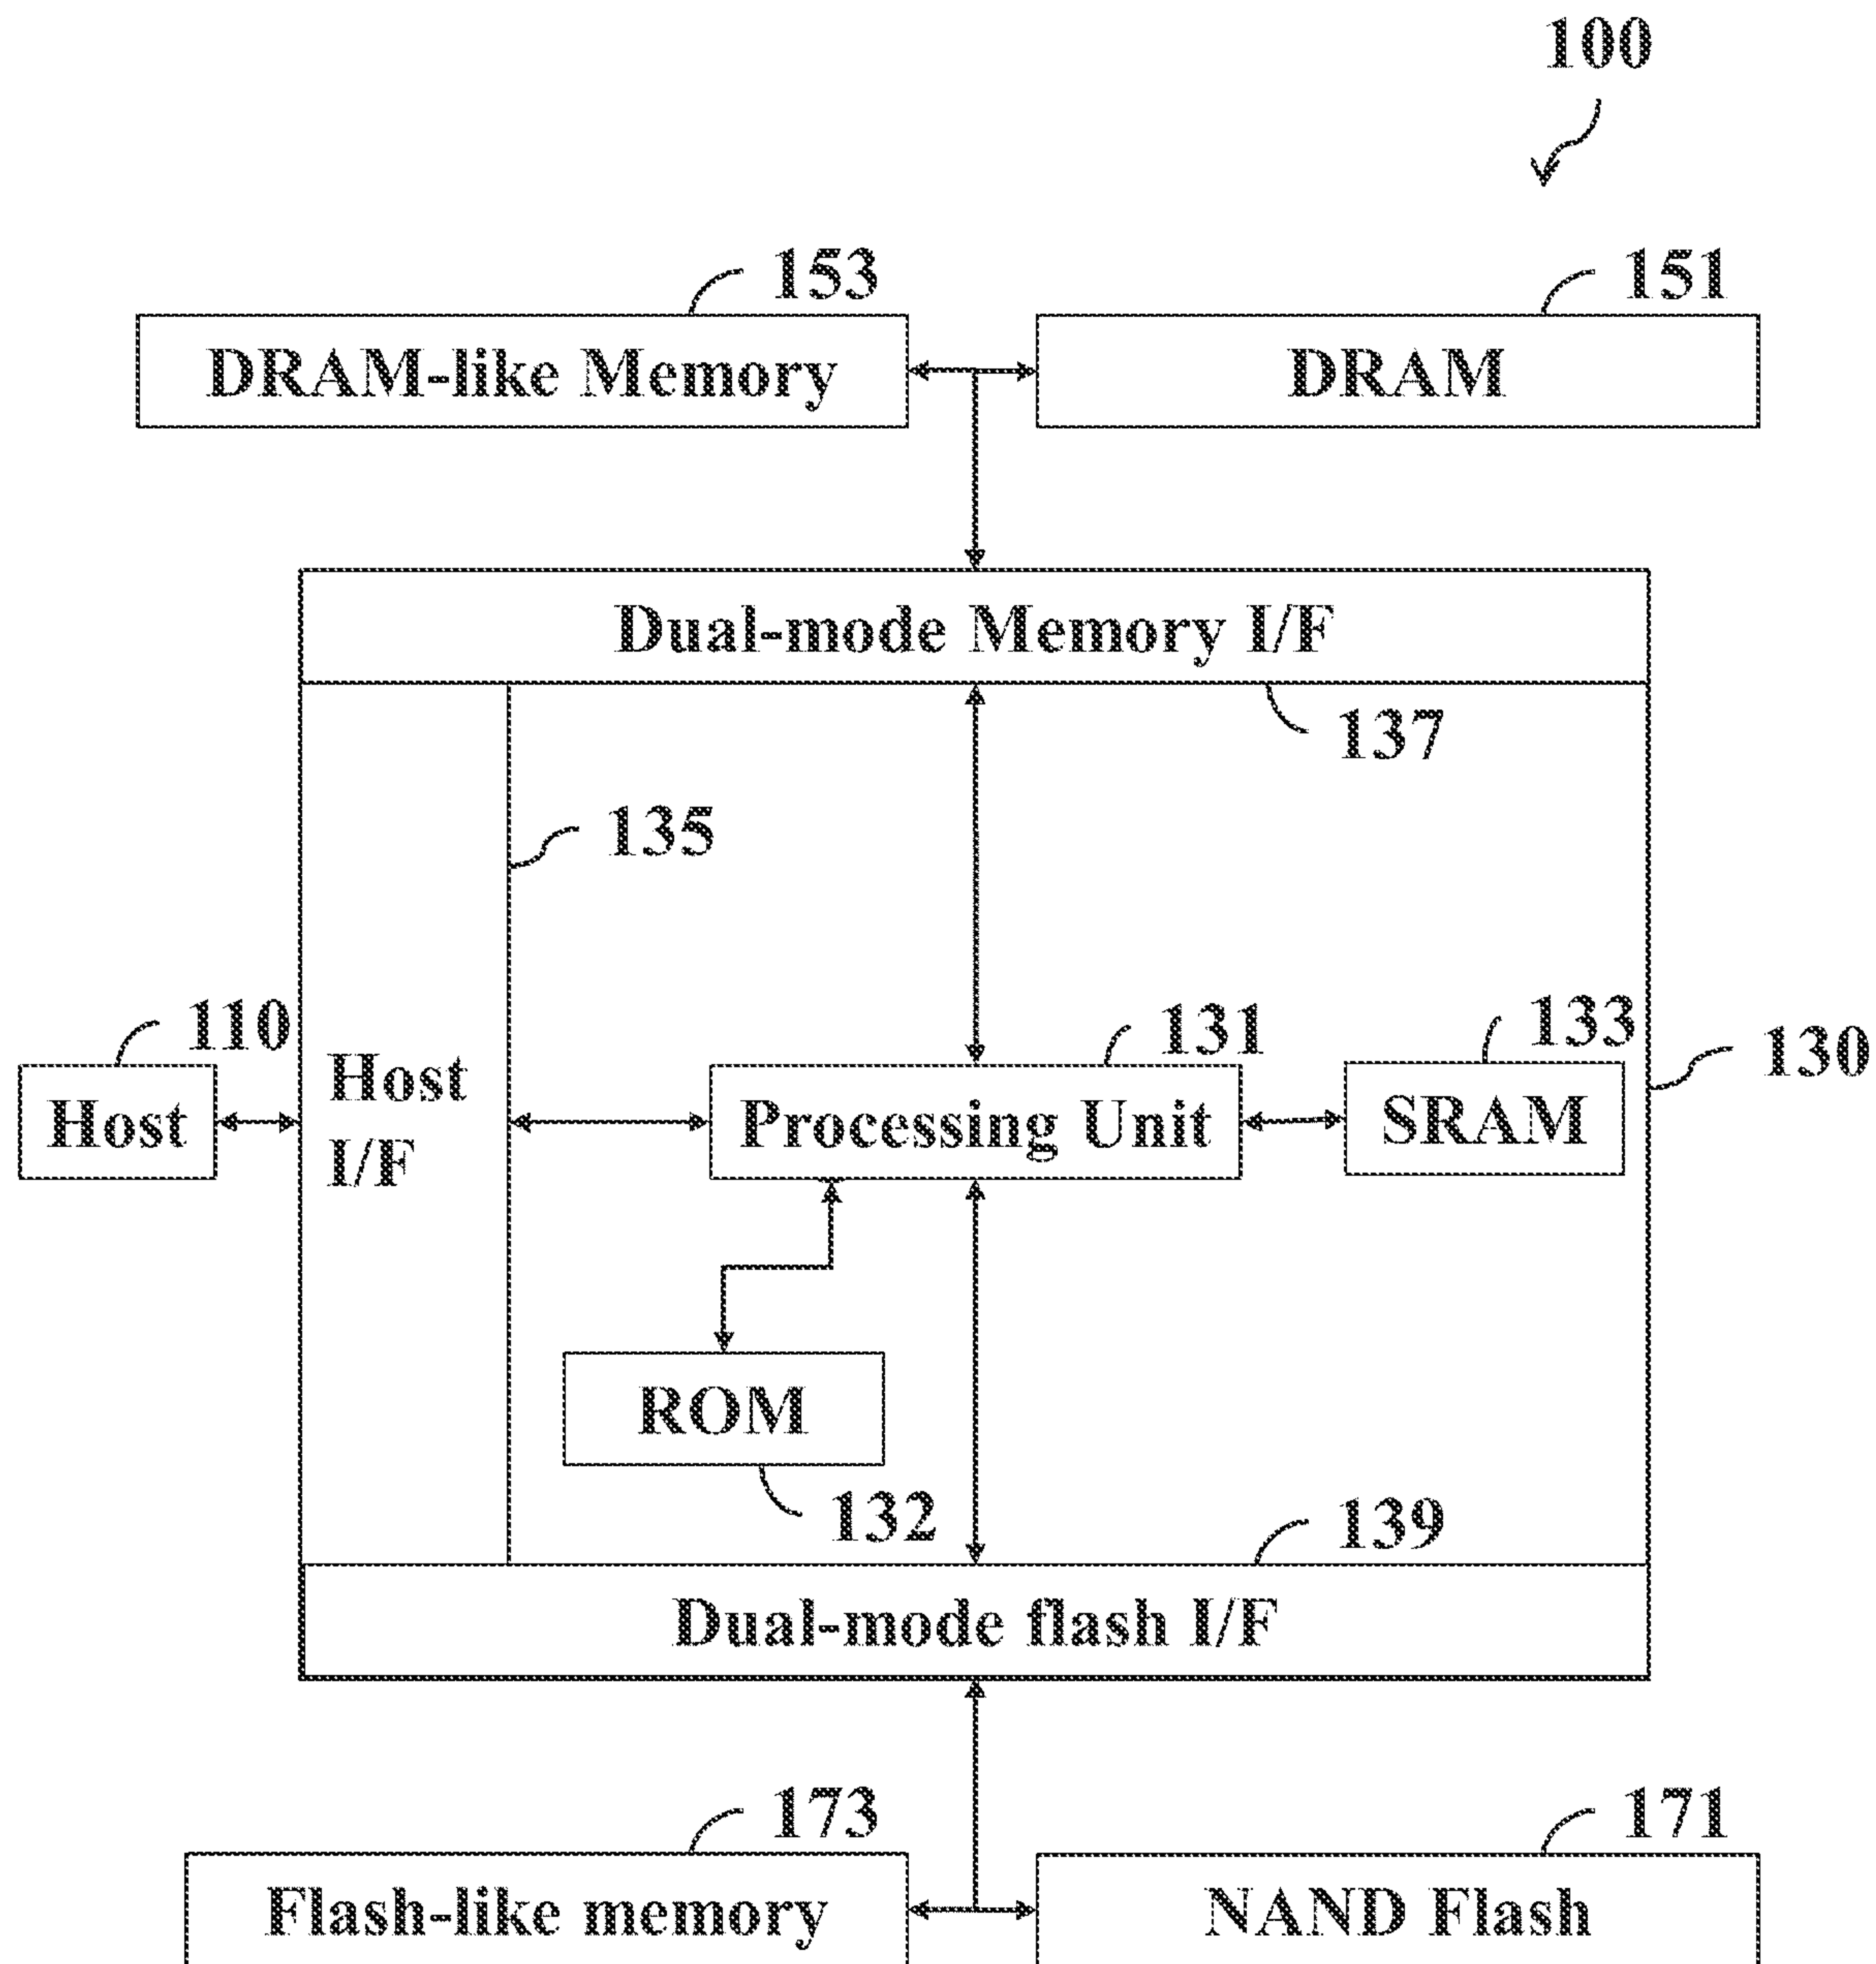 100
153
151
DRAM-like Memory
DRAM
Dual-mode Memory I/F
137
135
110
131
133
130
Host
Host
I/F
Processing Unit
SRAM
ROM
132
139
Dual-mode flash I/F
173
171
Flash-like memory
NAND Flash